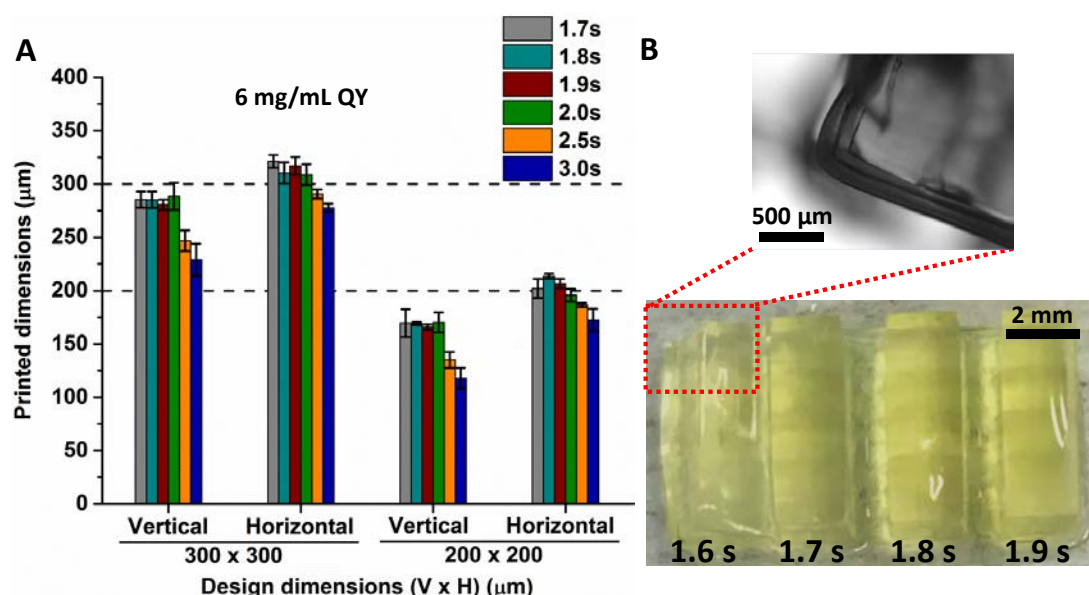 A
B
1.7s
1.8s
1.9s
2.0s
2.5s
3.0s
6 mg/mL QY
400
350
300
250
200
150
100
50
0
Printed dimensions (μm)
Vertical Horizontal Vertical Horizontal
300 x 300 200 x 200
Design dimensions (V x H) (μm)
500 μm
2 mm
1.6 s 1.7 s 1.8 s 1.9 s